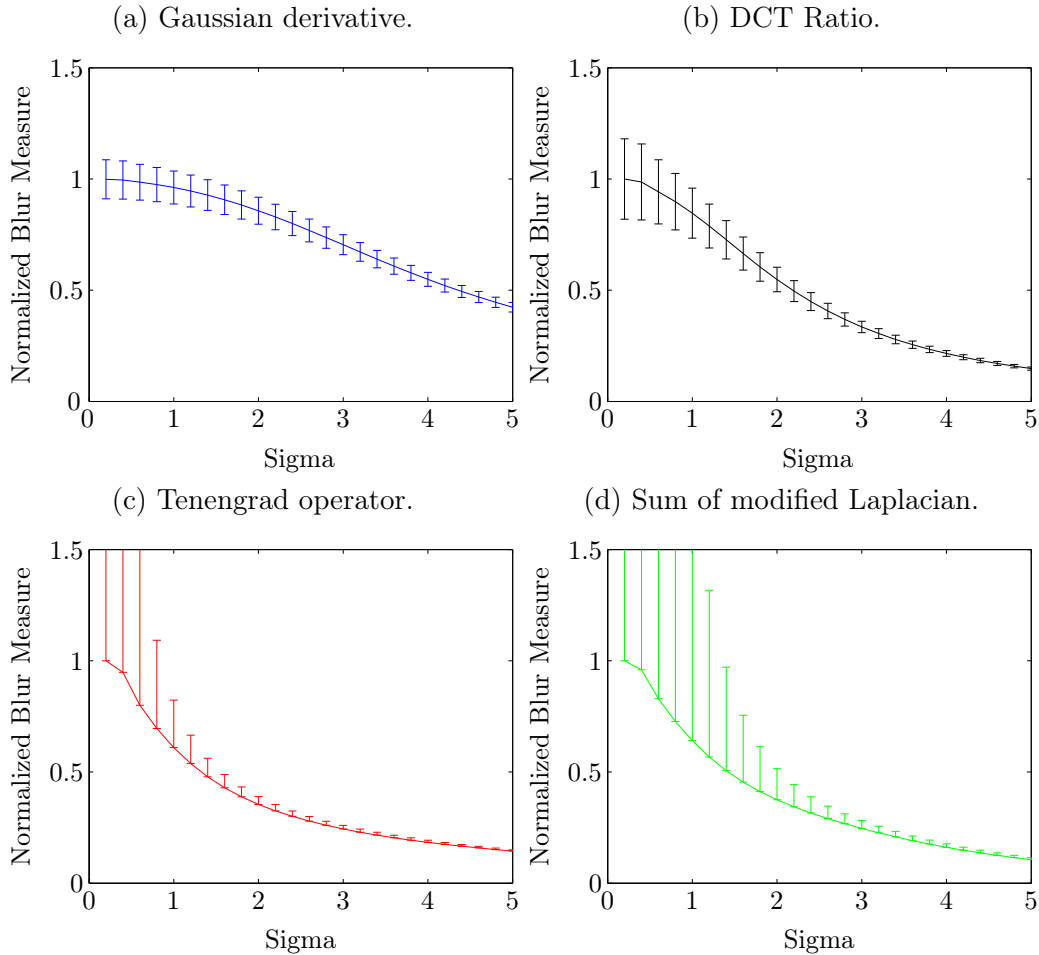 (a) Gaussian derivative.
(b) DCT Ratio.
Normalized Blur Measure
1.5
1
0.5
0
0 1 2 3 4 5
Sigma
Normalized Blur Measure
1.5
1
0.5
0
0 1 2 3 4 5
Sigma
(c) Tenengrad operator.
(d) Sum of modified Laplacian.
Normalized Blur Measure
1.5
1
0.5
0
0 1 2 3 4 5
Sigma
Normalized Blur Measure
1.5
1
0.5
0
0 1 2 3 4 5
Sigma